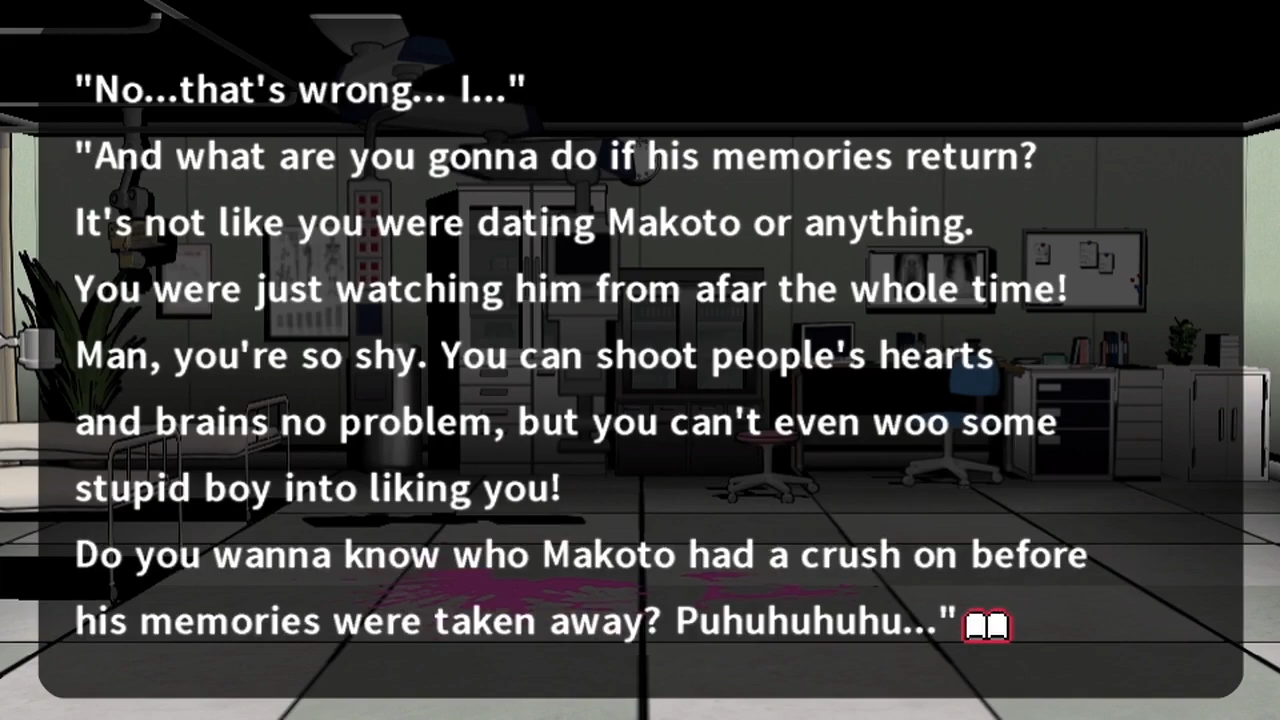 "No...that's wrong... I..."
"And what are you gonna do if his memories return?
It's not like you were dating Makoto or anything.
You were just watching him from afar the whole time!
Man, you're so shy. You can shoot people's hearts
and brains no problem, but you can't even woo some
stupid boy into liking you!
Do you wanna know who Makoto had a crush on before
his memories were taken away? Puhuhuhuhu..."